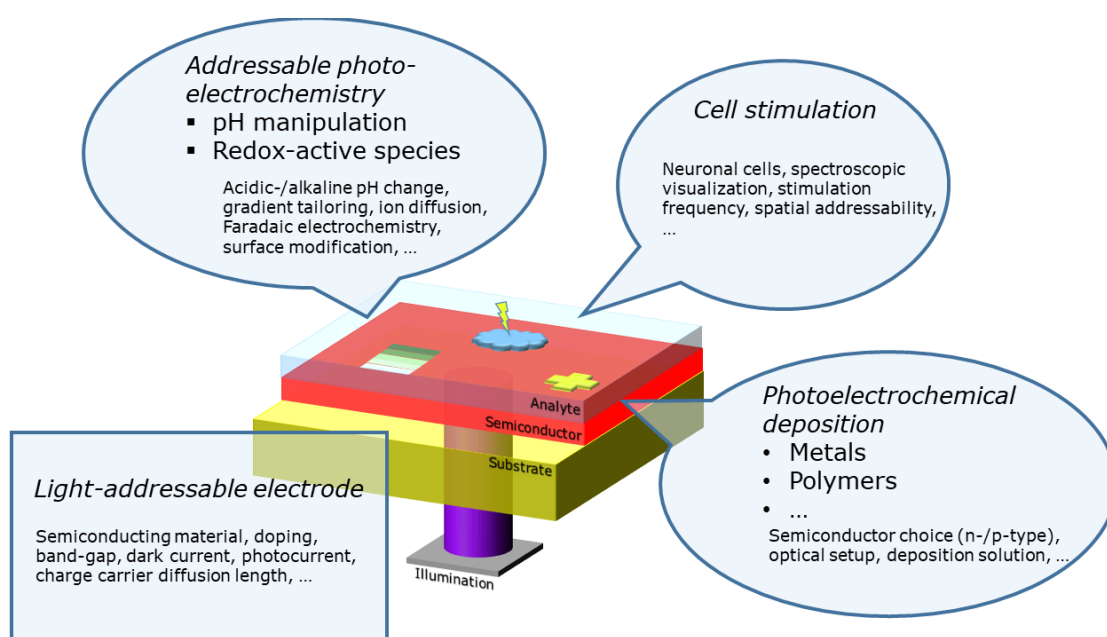 Addressable photo-
electrochemistry
▪ pH manipulation
▪ Redox-active species
Acidic-/alkaline pH change,
gradient tailoring, ion diffusion,
Faradaic electrochemistry,
surface modification, ...
Cell stimulation
Neuronal cells, spectroscopic
visualization, stimulation
frequency, spatial addressability,
...
Analyte
Semiconductor
Substrate
Illumination
Photoelectrochemical
deposition
• Metals
• Polymers
• ...
Semiconductor choice (n-/p-type),
optical setup, deposition solution, ...
Light-addressable electrode
Semiconducting material, doping,
band-gap, dark current, photocurrent,
charge carrier diffusion length, ...